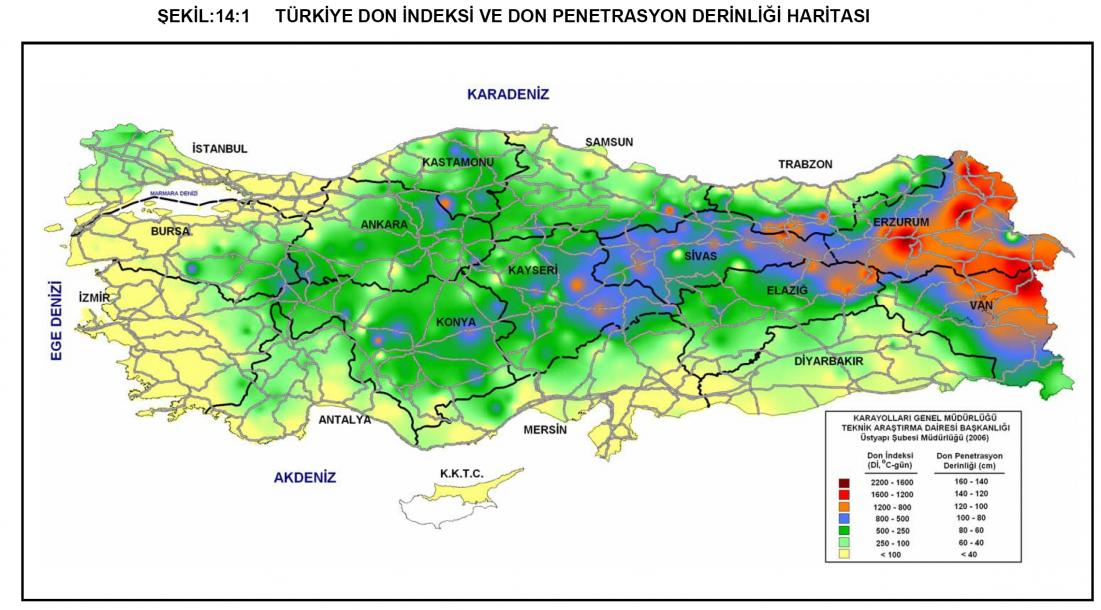 ŞEKİL:14:1 TÜRKİYE DON İNDEKSİ VE DON PENETRASYON DERİNLİĞİ HARİTASI
KARADENİZ
İSTANBUL
SAMSUN
KASTAMONU
TRABZON
MARMARA DENİZİ
ANKARA
ERZURUM
BURSA
SİVAS
KAYSERİ
ELAZIĞ
İZMİR
VAN
EGE DENİZİ
KONYA
DİYARBAKIR
ANTALYA
MERSİN
AKDENİZ
K.K.T.C.
KARAYOLLARI GENEL MÜDÜRLÜĞÜ
TEKNİK ARAŞTIRMA DAİRESİ BAŞKANLIĞI
Üstyapı Şubesi Müdürlüğü (2006)
Don İndeksi Don Penetrasyon
(Dİ, °C-gün) Derinliği (cm)
2200 - 1600 160 - 140
1600 - 1200 140 - 120
1200 - 800 120 - 100
800 - 500 100 - 80
500 - 250 80 - 60
250 - 100 60 - 40
< 100 < 40